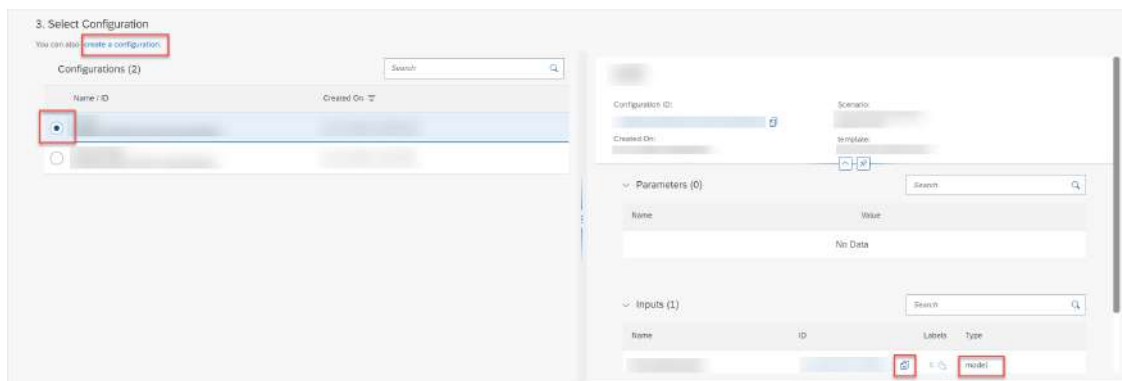 3. Select Configuration
You can also create a configuration.
Configurations (2)
Search
Name / ID
Created On
Configuration ID:
Scenario:
Created On:
template:
Parameters (0)
Search
Name
Value
No Data
Inputs (1)
Search
Name
ID
Labels
Type
model